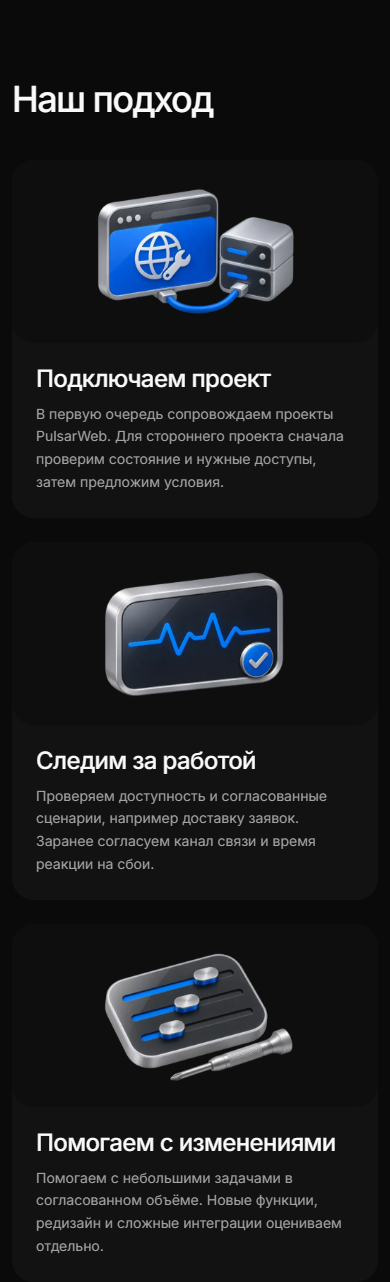 Наш подход
Подключаем проект
В первую очередь сопровождаем проекты
PulsarWeb. Для стороннего проекта сначала
проверим состояние и нужные доступы,
затем предложим условия.
Следим за работой
Проверяем доступность и согласованные
сценарии, например доставку заявок.
Заранее согласуем канал связи и время
реакции на сбои.
Помогаем с изменениями
Помогаем с небольшими задачами в
согласованном объёме. Новые функции,
редизайн и сложные интеграции оцениваем
отдельно.